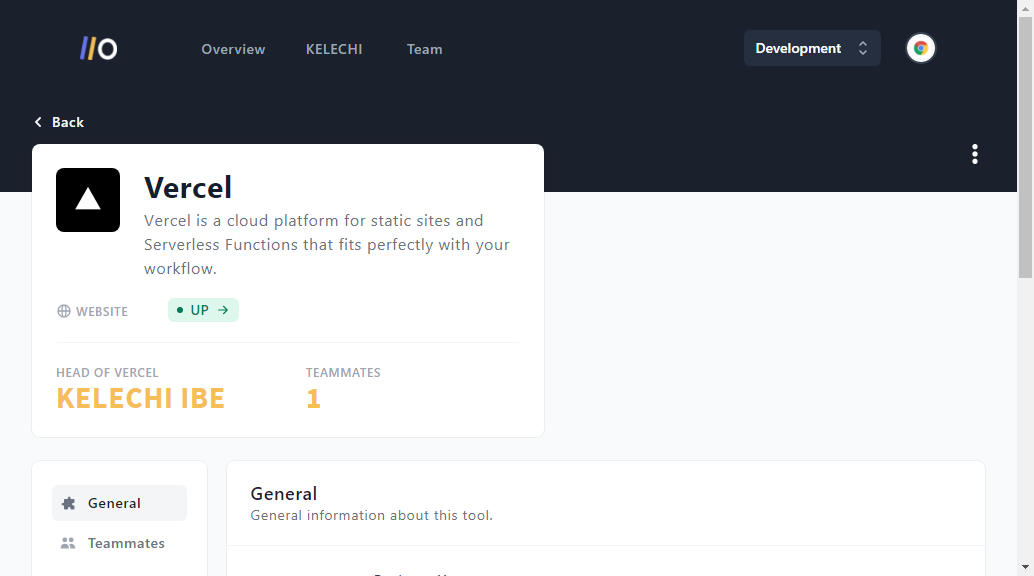 Overview KELECHI Team Development
Back
Vercel
Vercel is a cloud platform for static sites and
Serverless Functions that fits perfectly with your
workflow.
WEBSITE UP
HEAD OF VERCEL TEAMMATES
KELECHI IBE 1
General
Teammates
General
General information about this tool.